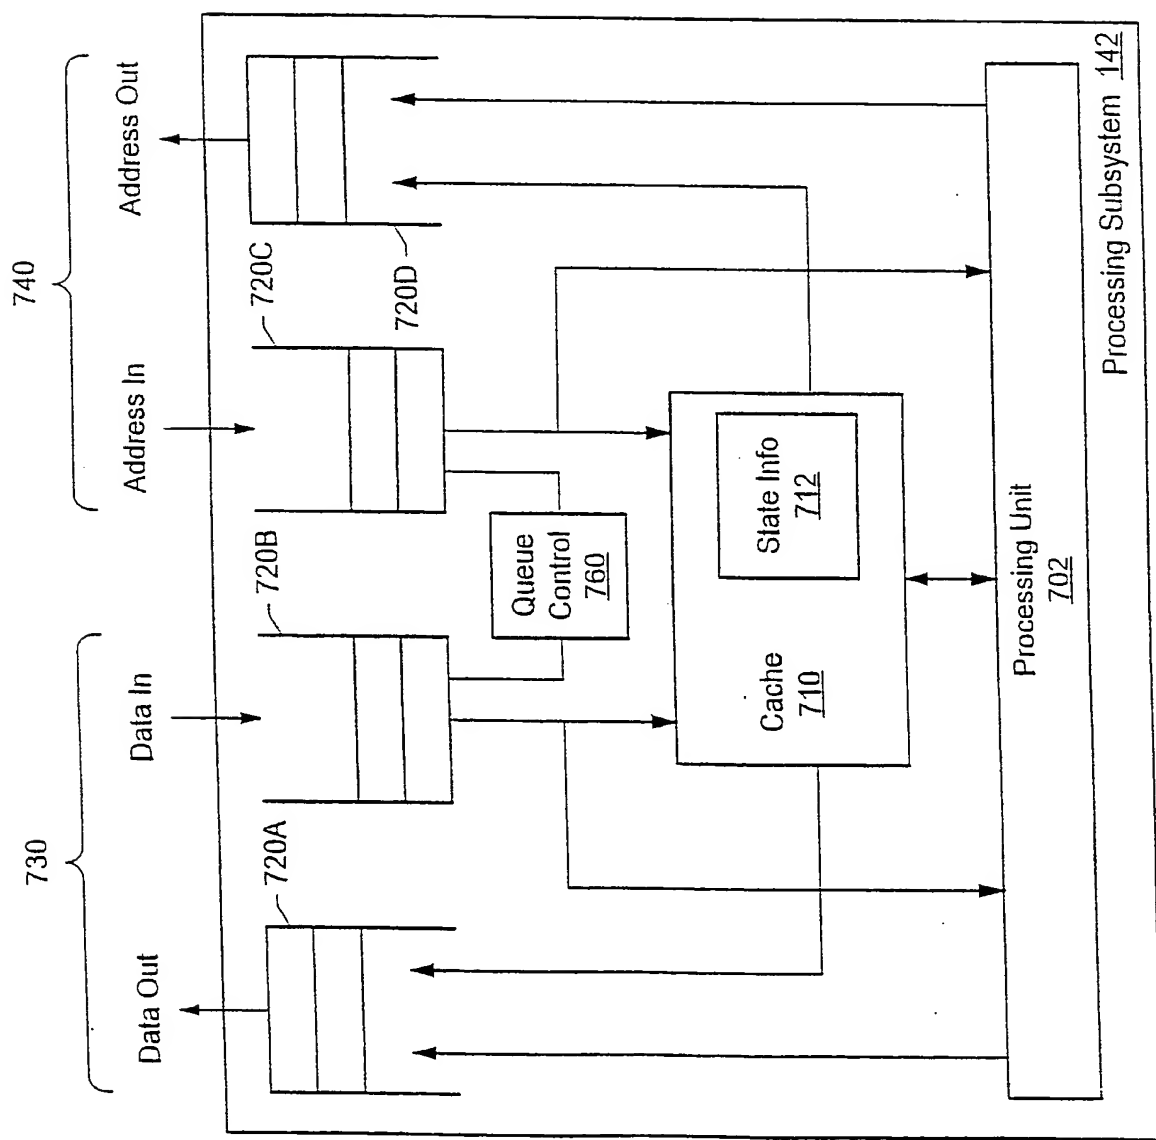 730
740
Data Out
Data In
Address In
Address Out
720A
720B
720C
720D
Queue
Control
760
Cache
710
State Info
712
Processing Unit
702
Processing Subsystem 142